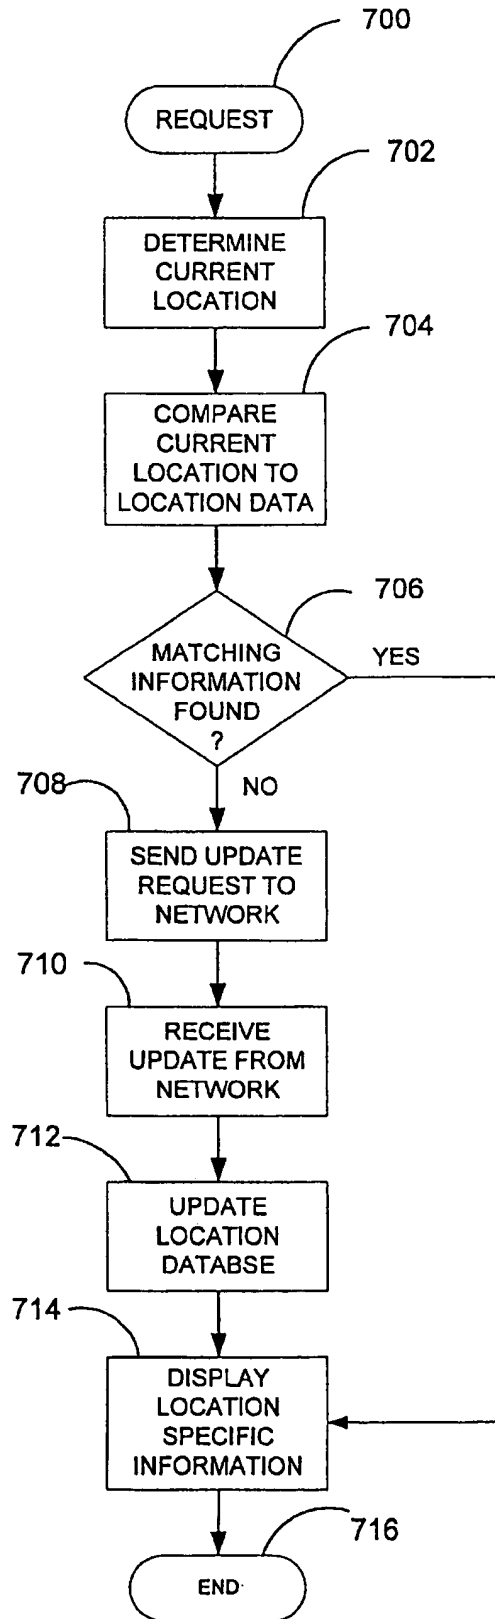 700
REQUEST
702
DETERMINE
CURRENT
LOCATION
704
COMPARE
CURRENT
LOCATION TO
LOCATION DATA
706
MATCHING
INFORMATION
FOUND
?
YES
NO
708
SEND UPDATE
REQUEST TO
NETWORK
710
RECEIVE
UPDATE FROM
NETWORK
712
UPDATE
LOCATION
DATABSE
714
DISPLAY
LOCATION
SPECIFIC
INFORMATION
716
END